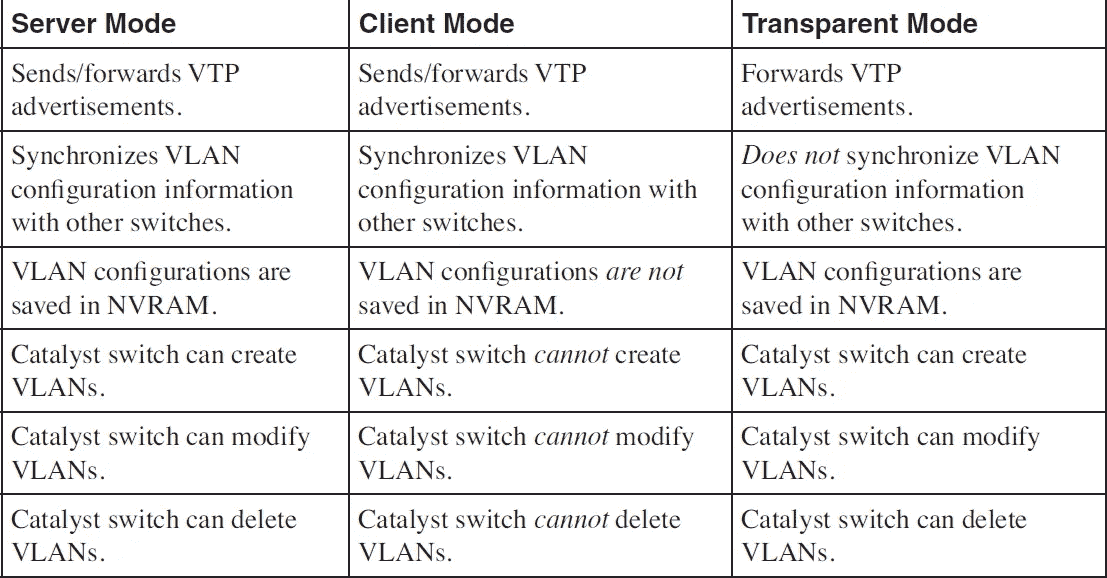 Server Mode
Client Mode
Transparent Mode
Sends/forwards VTP
advertisements.
Sends/forwards VTP
advertisements.
Forwards VTP
advertisements.
Synchronizes VLAN
configuration information
with other switches.
Synchronizes VLAN
configuration information with
other switches.
Does not synchronize VLAN
configuration information
with other switches.
VLAN configurations are
saved in NVRAM.
VLAN configurations are not
saved in NVRAM.
VLAN configurations are
saved in NVRAM.
Catalyst switch can create
VLANs.
Catalyst switch cannot create
VLANs.
Catalyst switch can create
VLANs.
Catalyst switch can modify
VLANs.
Catalyst switch cannot modify
VLANs.
Catalyst switch can modify
VLANs.
Catalyst switch can delete
VLANs.
Catalyst switch cannot delete
VLANs.
Catalyst switch can delete
VLANs.